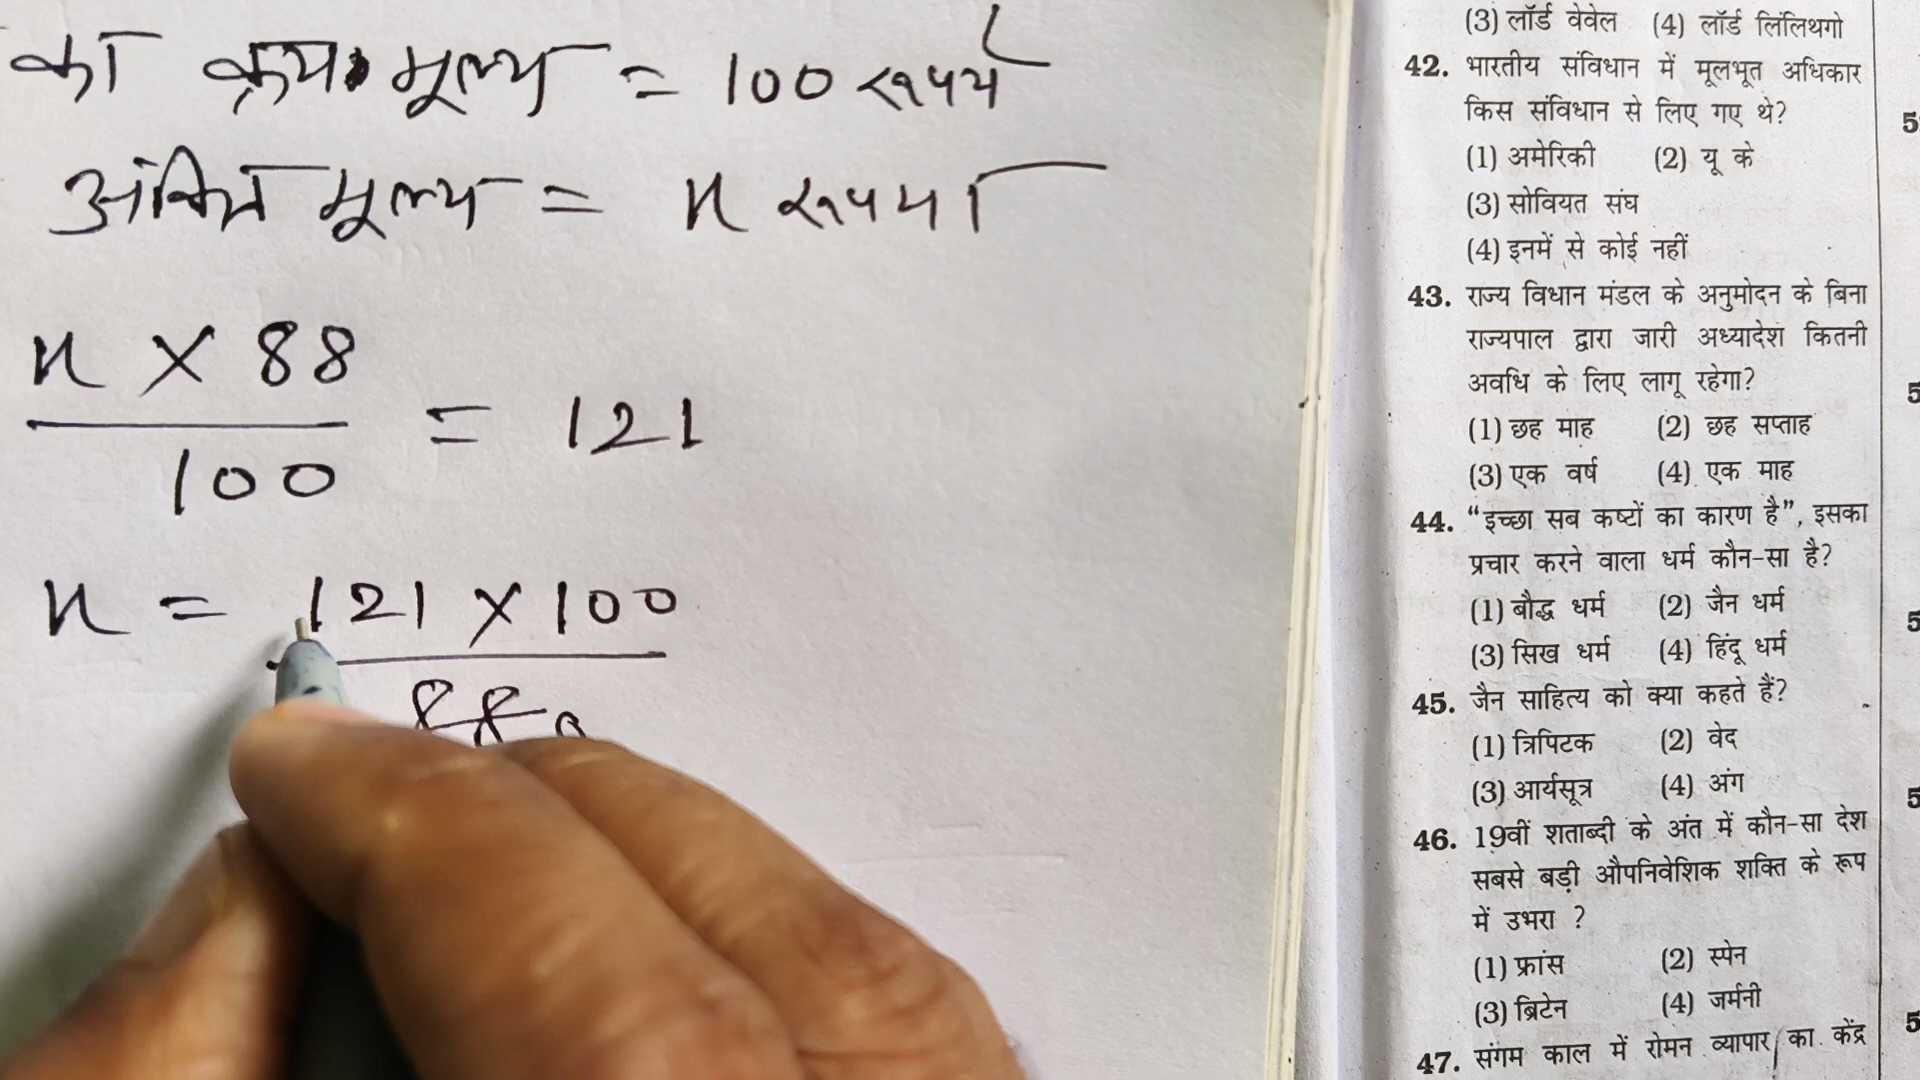 का क्रय मूल्य = 100 रुपये
अंकित मूल्य = x रुपया
x × 88
100
= 121
x = 121 × 100
88
(3) लॉर्ड वेवेल (4) लॉर्ड लिंलिथगो
42. भारतीय संविधान में मूलभूत अधिकार
किस संविधान से लिए गए थे?
(1) अमेरिकी (2) यू के
(3) सोवियत संघ
(4) इनमें से कोई नहीं
43. राज्य विधान मंडल के अनुमोदन के बिना
राज्यपाल द्वारा जारी अध्यादेश कितनी
अवधि के लिए लागू रहेगा?
(1) छह माह (2) छह सप्ताह
(3) एक वर्ष (4) एक माह
44. “इच्छा सब कष्टों का कारण है”, इसका
प्रचार करने वाला धर्म कौन-सा है?
(1) बौद्ध धर्म (2) जैन धर्म
(3) सिख धर्म (4) हिंदू धर्म
45. जैन साहित्य को क्या कहते हैं?
(1) त्रिपिटक (2) वेद
(3) आर्यसूत्र (4) अंग
46. 19वीं शताब्दी के अंत में कौन-सा देश
सबसे बड़ी औपनिवेशिक शक्ति के रूप
में उभरा ?
(1) फ्रांस (2) स्पेन
(3) ब्रिटेन (4) जर्मनी
47. संगम काल में रोमन व्यापार का केंद्र